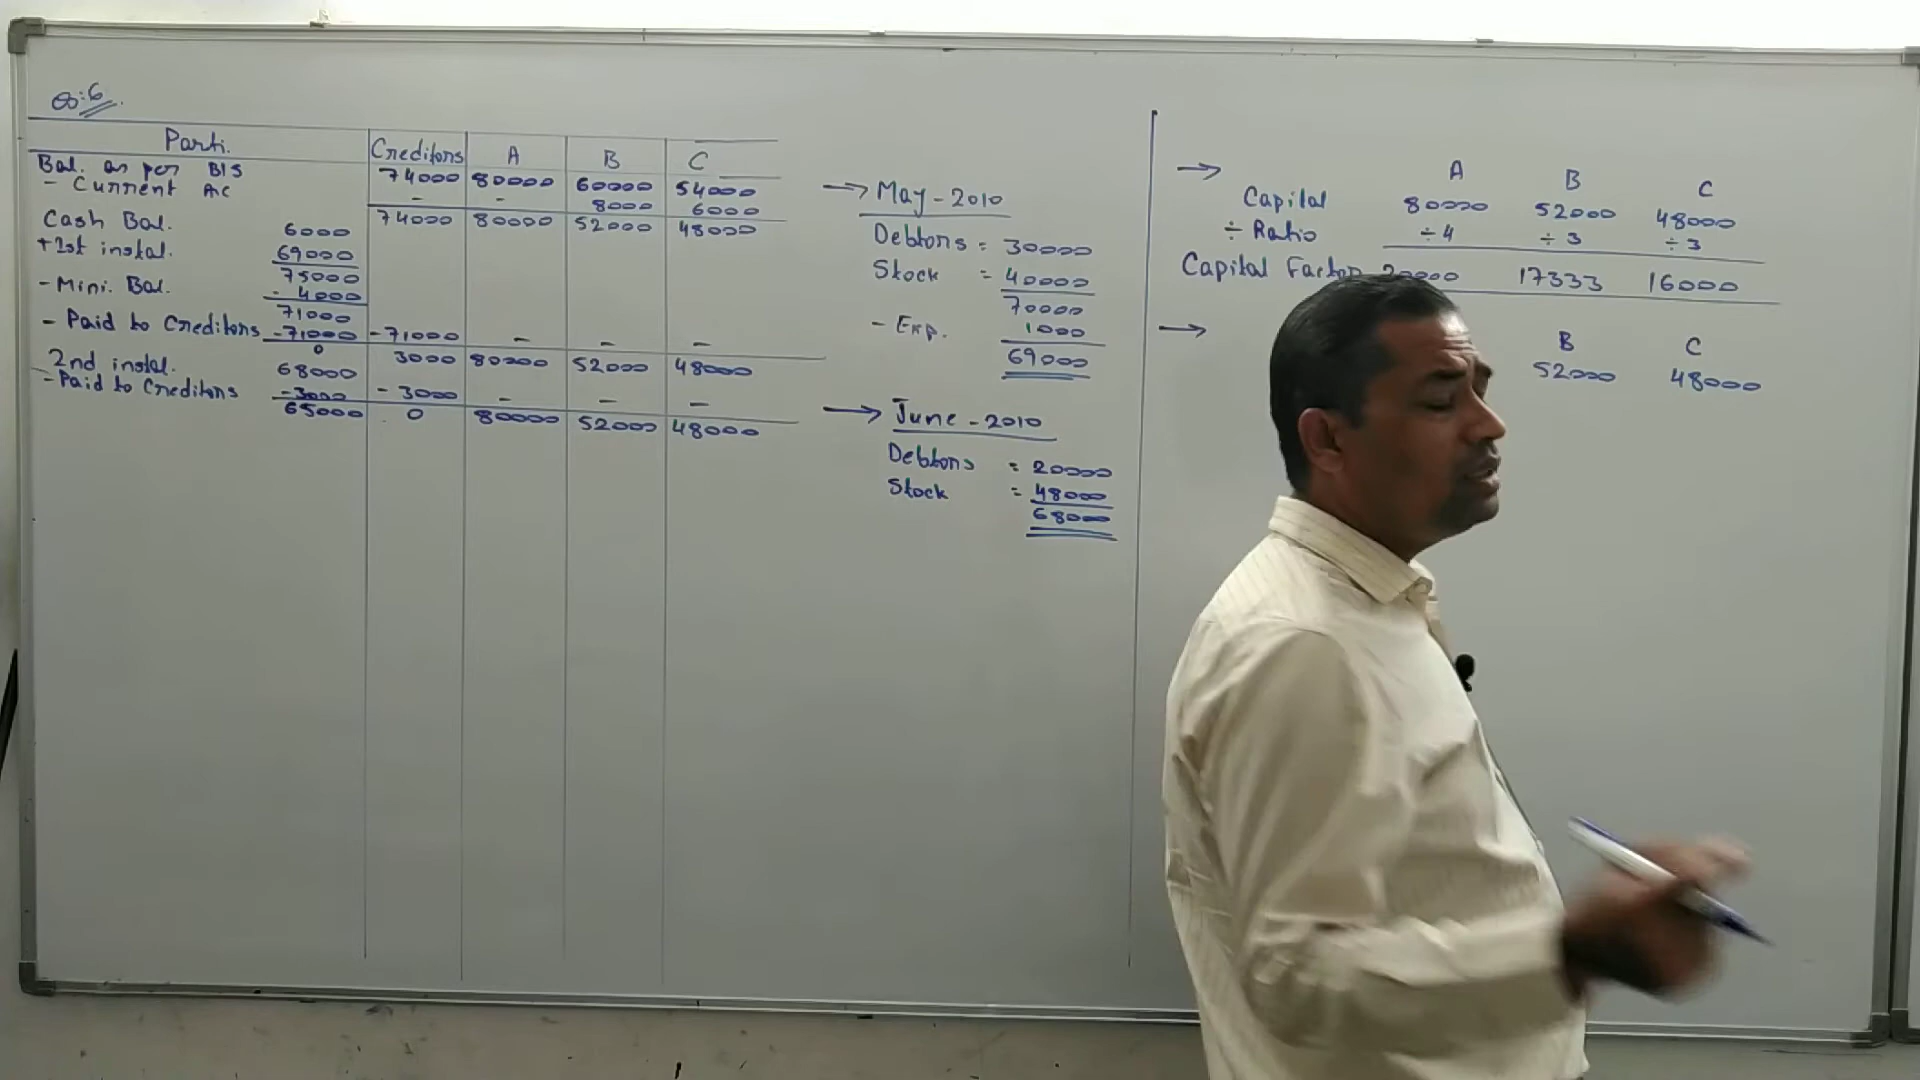 6
Parti. Creditors A B C
Bal. as per B/S 74000 80000 60000 54000
- Current Ac - - 8000 6000
74000 80000 52000 48000
Cash Bal. 6000
+ 1st instal. 69000
75000
- Mini. Bal. - 4000
71000
- Paid to Creditors -71000 -71000 - - -
0 3000 80000 52000 48000
2nd instal. 68000
- Paid to Creditors -3000 - 3000 - - -
65000 0 80000 52000 48000
→ May - 2010
Debtors = 30000
Stock = 40000
70000
- Exp. 1000
69000
→ June - 2010
Debtors = 20000
Stock = 48000
68000
→ A B C
Capital 80000 52000 48000
÷ Ratio ÷ 4 ÷ 3 ÷ 3
Capital Factor 20000 17333 16000
→ B C
52000 48000